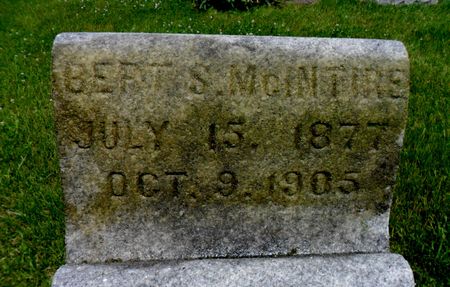 BERT S. McINTIRE
JULY 15, 1877
OCT. 9, 1905